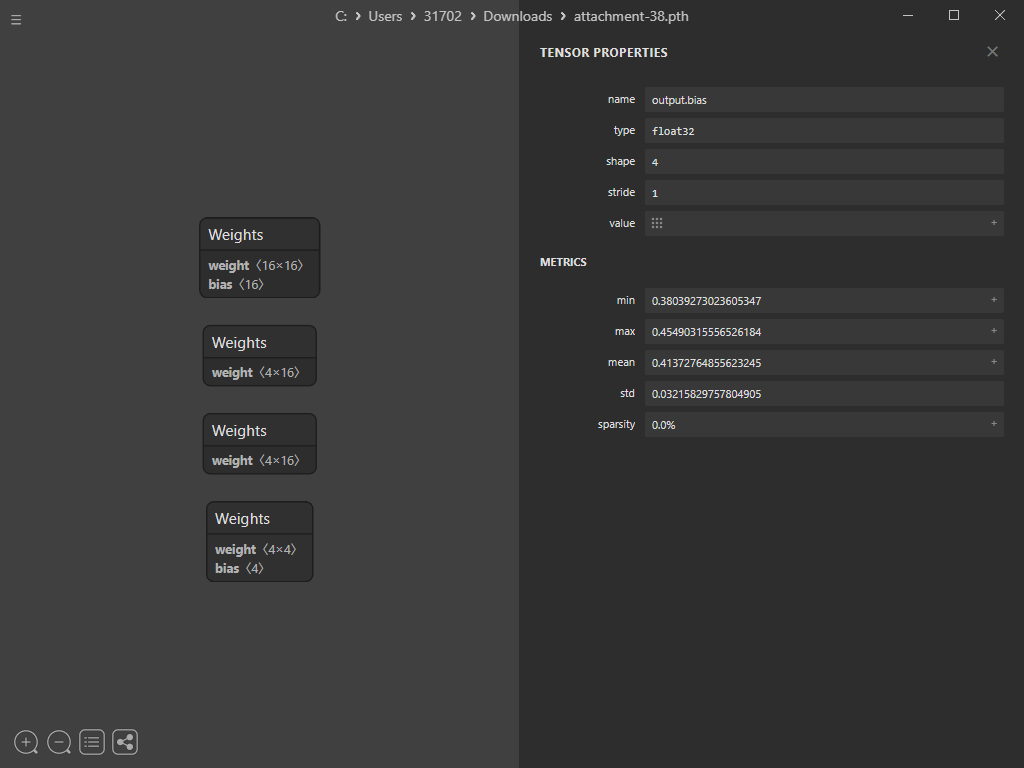 C: › Users › 31702 › Downloads › attachment-38.pth
Weights
weight 〈16×16〉
bias 〈16〉
Weights
weight 〈4×16〉
Weights
weight 〈4×16〉
Weights
weight 〈4×4〉
bias 〈4〉
TENSOR PROPERTIES
name output.bias
type float32
shape 4
stride 1
value +
METRICS
min 0.38039273023605347 +
max 0.45490315556526184 +
mean 0.41372764855623245 +
std 0.03215829757804905
sparsity 0.0% +